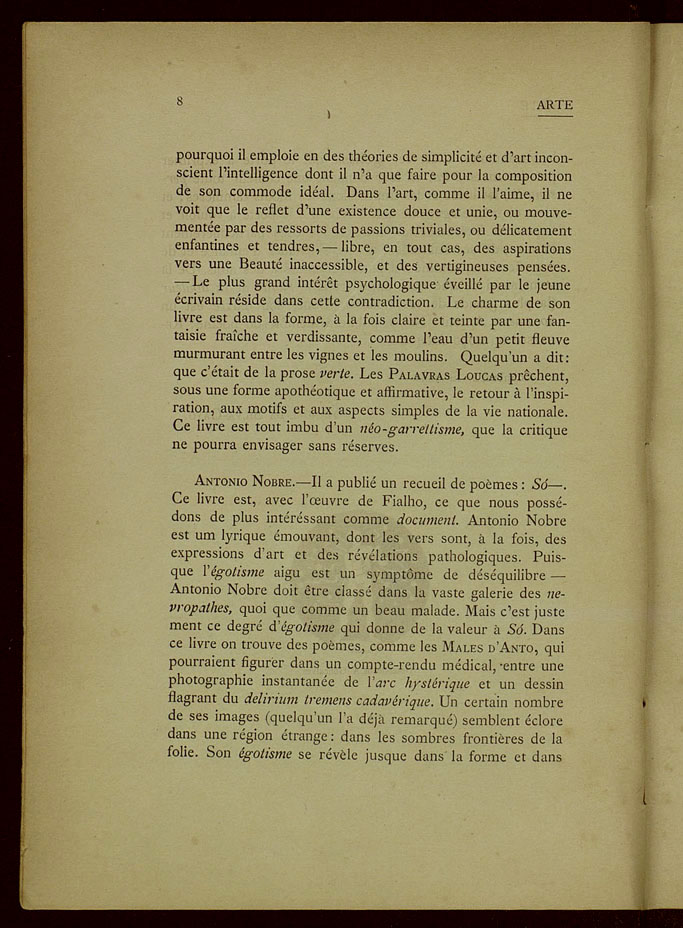 8
ARTE
pourquoi il emploie en des théories de simplicité et d'art incon-
scient l'intelligence dont il n'a que faire pour la composition
de son commode idéal. Dans l'art, comme il l'aime, il ne
voit que le reflet d'une existence douce et unie, ou mouve-
mentée par des ressorts de passions triviales, ou délicatement
enfantines et tendres, — libre, en tout cas, des aspirations
vers une Beauté inaccessible, et des vertigineuses pensées.
— Le plus grand intérêt psychologique éveillé par le jeune
écrivain réside dans cette contradiction. Le charme de son
livre est dans la forme, à la fois claire et teinte par une fan-
taisie fraîche et verdissante, comme l'eau d'un petit fleuve
murmurant entre les vignes et les moulins. Quelqu'un a dit:
que c'était de la prose verte. Les PALAVRAS LOUCAS prêchent,
sous une forme apothéotique et affirmative, le retour à l'inspi-
ration, aux motifs et aux aspects simples de la vie nationale.
Ce livre est tout imbu d'un néo-garrettisme, que la critique
ne pourra envisager sans réserves.
ANTONIO NOBRE.—Il a publié un recueil de poèmes : Só—.
Ce livre est, avec l'œuvre de Fialho, ce que nous possé-
dons de plus intéréssant comme document. Antonio Nobre
est um lyrique émouvant, dont les vers sont, à la fois, des
expressions d'art et des révélations pathologiques. Puis-
que l'égotisme aigu est un symptôme de déséquilibre —
Antonio Nobre doit être classé dans la vaste galerie des ne-
vropathes, quoi que comme un beau malade. Mais c'est juste
ment ce degré d'égotisme qui donne de la valeur à Só. Dans
ce livre on trouve des poèmes, comme les MALES D'ANTO, qui
pourraient figurer dans un compte-rendu médical, entre une
photographie instantanée de l'arc hystérique et un dessin
flagrant du delirium tremens cadavérique. Un certain nombre
de ses images (quelqu'un l'a déjà remarqué) semblent éclore
dans une région étrange: dans les sombres frontières de la
folie. Son égotisme se révèle jusque dans la forme et dans